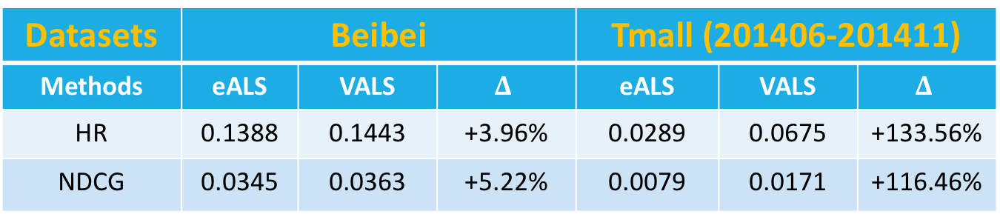 Datasets Beibei Tmall (201406-201411)
Methods eALS VALS Δ eALS VALS Δ
HR 0.1388 0.1443 +3.96% 0.0289 0.0675 +133.56%
NDCG 0.0345 0.0363 +5.22% 0.0079 0.0171 +116.46%